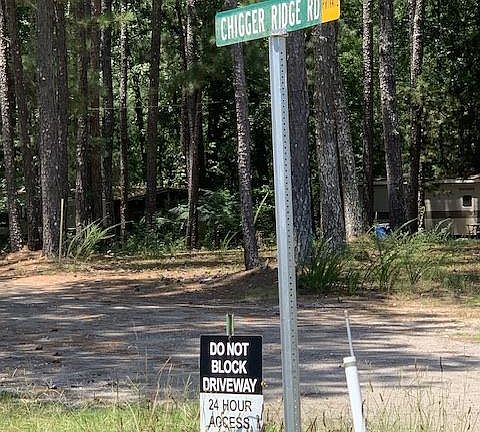 CHIGGER RIDGE RD
DO NOT
BLOCK
DRIVEWAY
24 HOUR
ACCESS